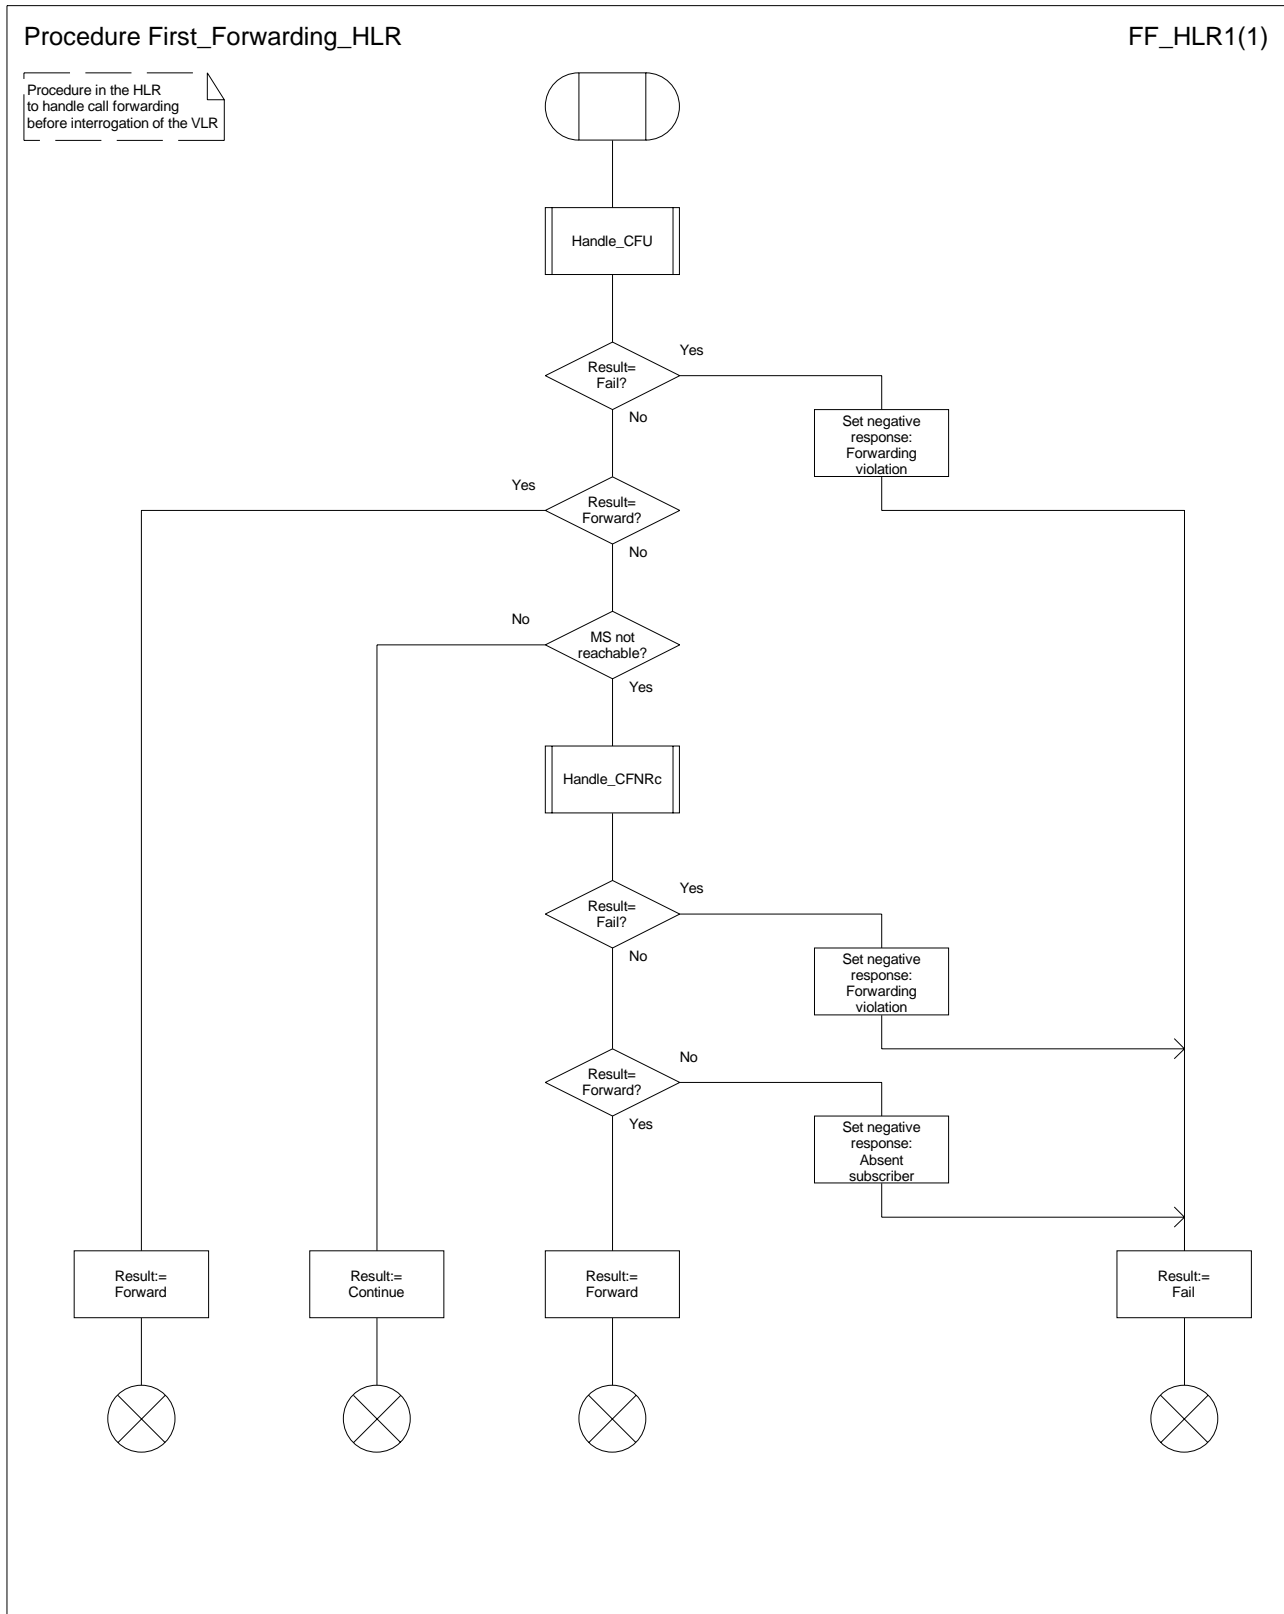 Procedure First_Forwarding_HLR
FF_HLR1(1)
Procedure in the HLR
to handle call forwarding
before interrogation of the VLR
Handle_CFU
Result=
Fail?
Yes
No
Set negative
response:
Forwarding
violation
Result=
Forward?
Yes
No
MS not
reachable?
No
Yes
Handle_CFNRc
Result=
Fail?
Yes
No
Set negative
response:
Forwarding
violation
Result=
Forward?
No
Yes
Set negative
response:
Absent
subscriber
Result:=
Forward
Result:=
Continue
Result:=
Forward
Result:=
Fail